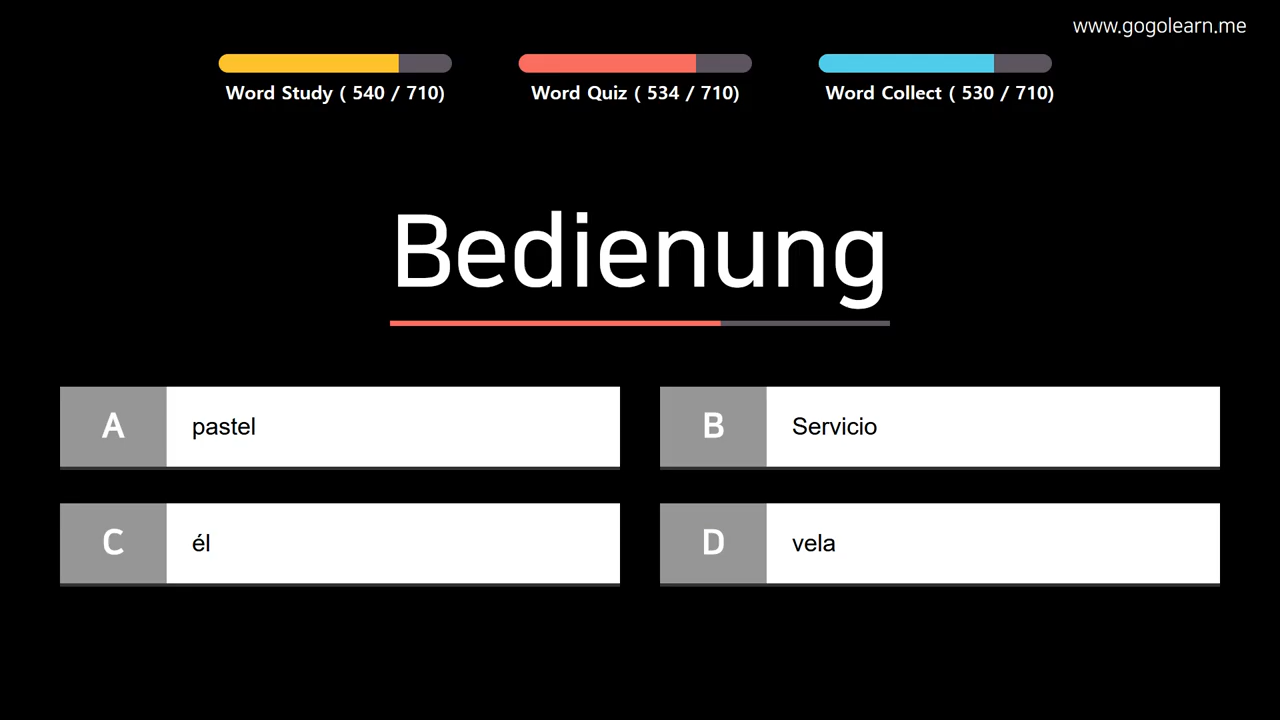 www.gogolearn.me
Word Study ( 540 / 710)
Word Quiz ( 534 / 710)
Word Collect ( 530 / 710)
Bedienung
A pastel
B Servicio
C él
D vela